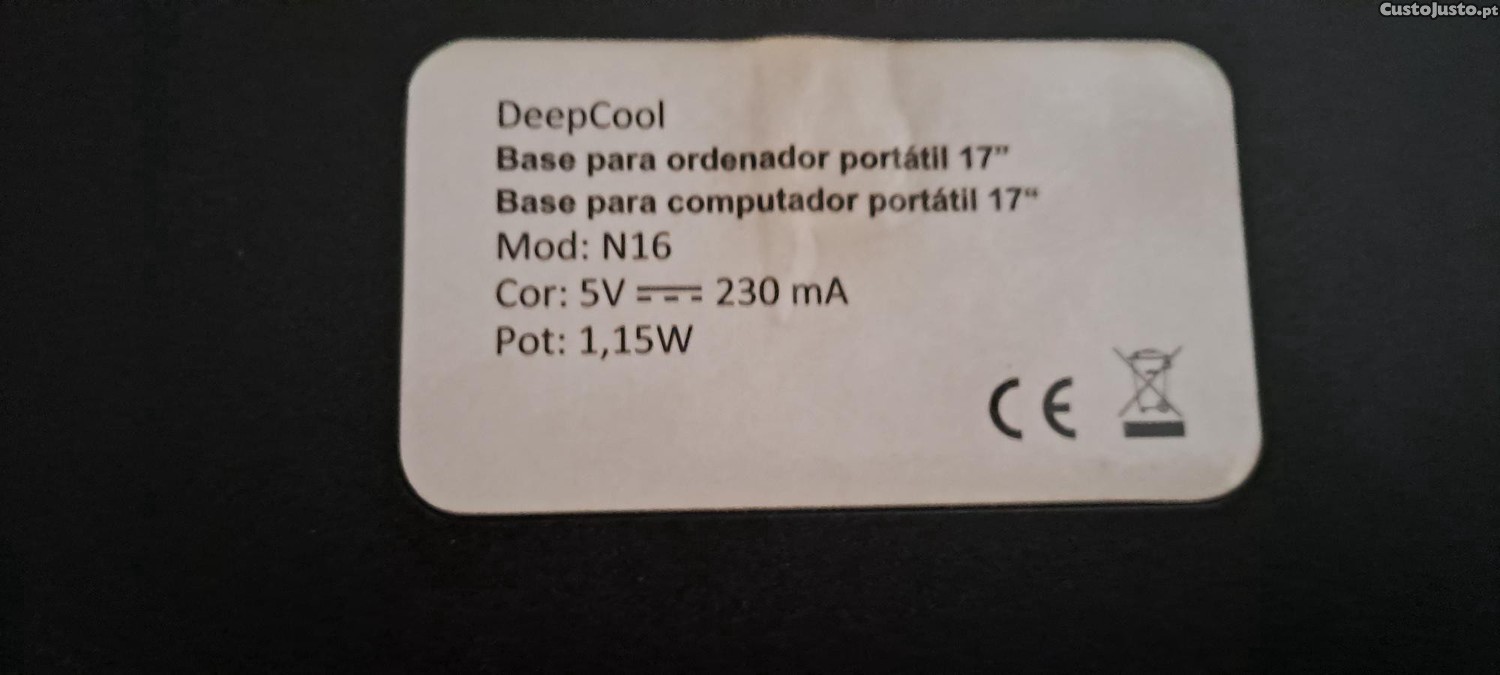 CustoJusto.pt
DeepCool
Base para ordenador portátil 17”
Base para computador portátil 17“
Mod: N16
Cor: 5V ⎓ 230 mA
Pot: 1,15W
CE